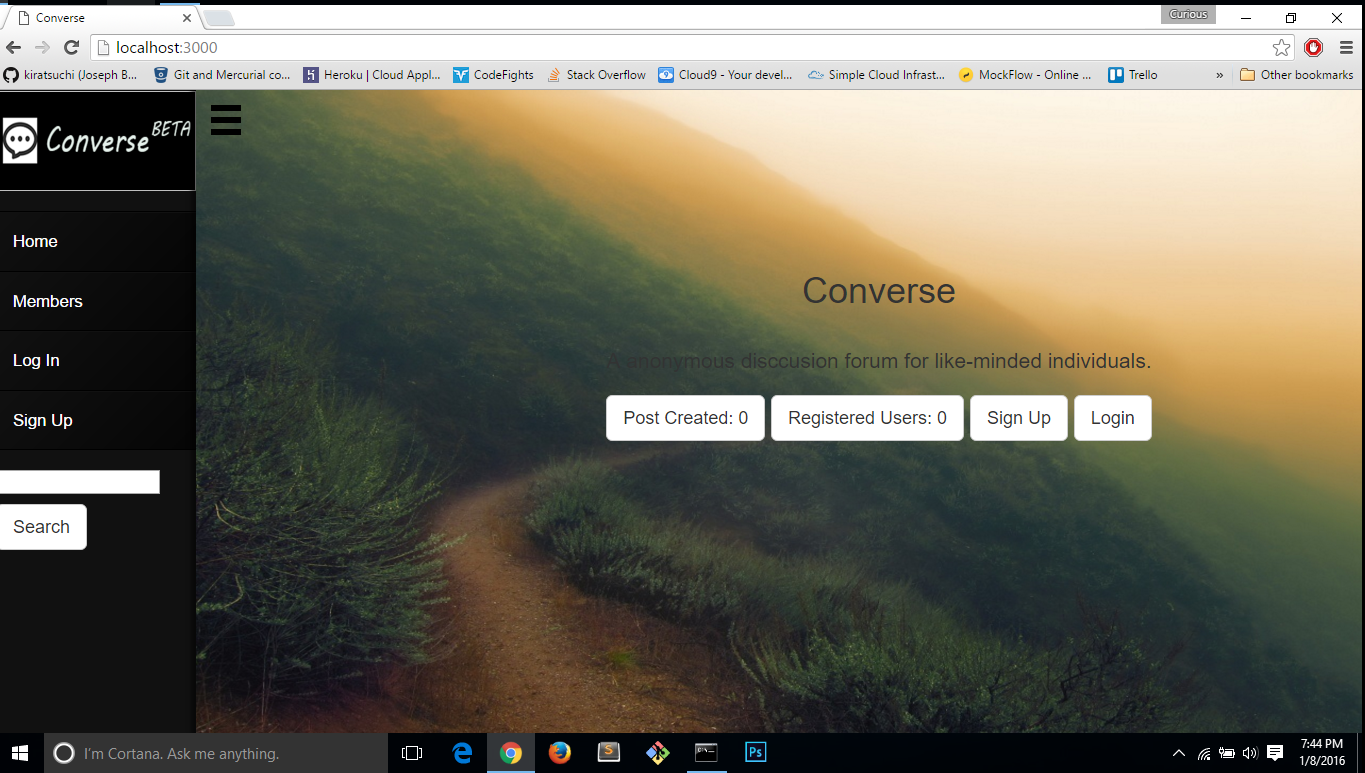 Converse
Curious
localhost:3000
kiratsuchi (Joseph B...
Git and Mercurial co...
Heroku | Cloud Appl...
CodeFights
Stack Overflow
Cloud9 - Your devel...
Simple Cloud Infrast...
MockFlow - Online ...
Trello
»
Other bookmarks
Converse BETA
Home
Members
Log In
Sign Up
Search
Converse
A anonymous disccusion forum for like-minded individuals.
Post Created: 0
Registered Users: 0
Sign Up
Login
I'm Cortana. Ask me anything.
Ps
7:44 PM
1/8/2016